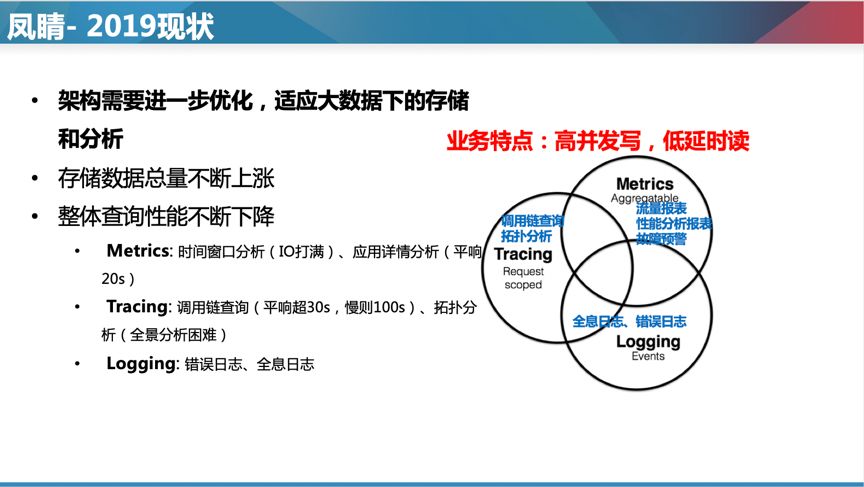 凤睛- 2019现状
• 架构需要进一步优化，适应大数据下的存储
和分析
• 存储数据总量不断上涨
• 整体查询性能不断下降
• Metrics: 时间窗口分析（IO打满）、应用详情分析（平响
20s）
• Tracing: 调用链查询（平响超30s，慢则100s）、拓扑分
析（全景分析困难）
• Logging: 错误日志、全息日志
业务特点：高并发写，低延时读
Metrics
Aggregatable
流量报表
性能分析报表
故障预警
调用链查询
拓扑分析
Tracing
Request
scoped
全息日志、错误日志
Logging
Events